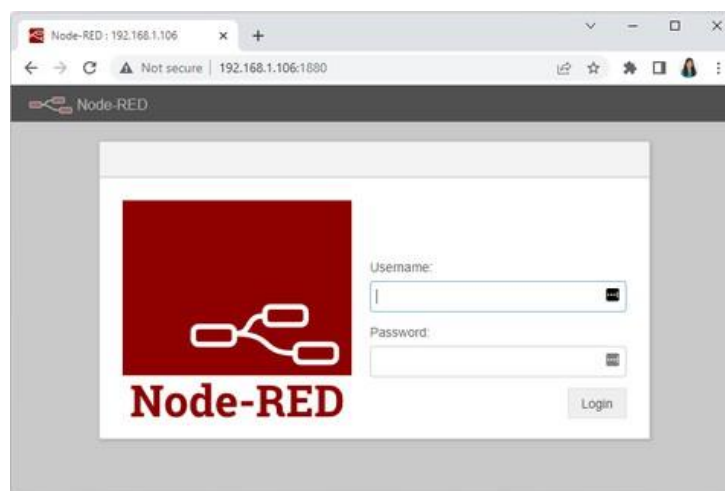 Node-RED : 192.168.1.106
Not secure | 192.168.1.106:1880
Node-RED
Username:
Password:
Login
Node-RED